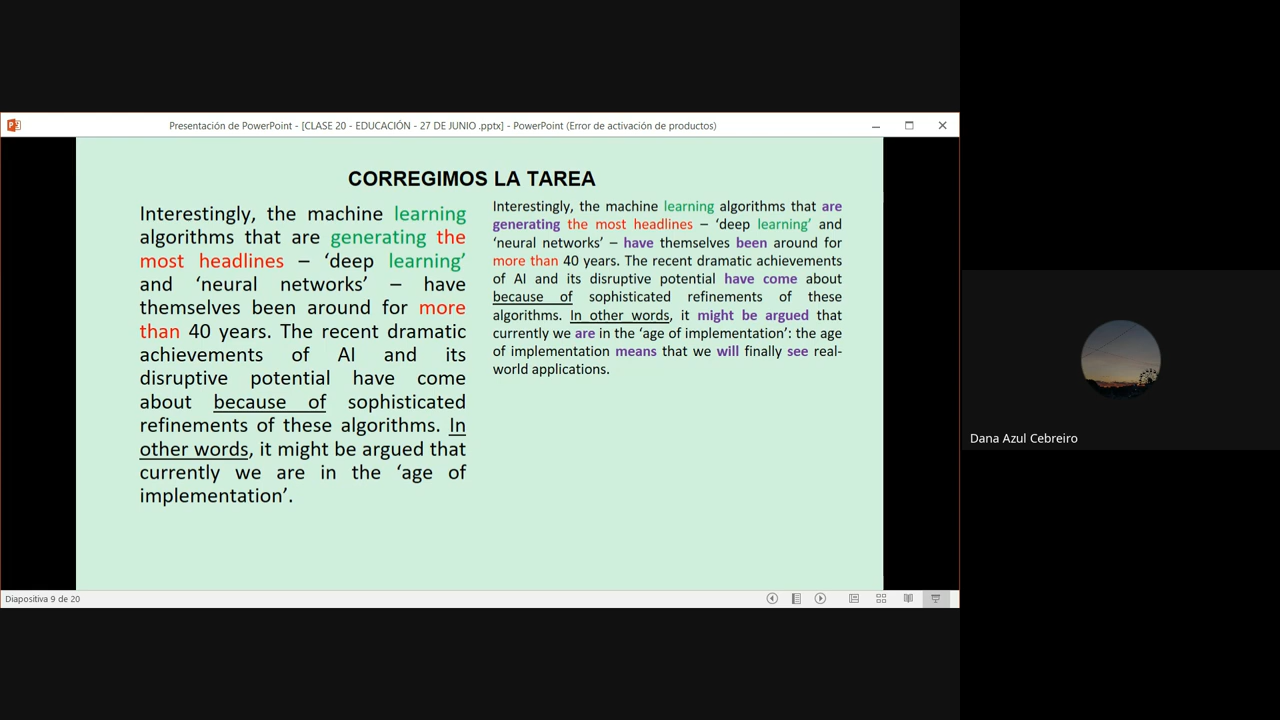 Presentación de PowerPoint - [CLASE 20 - EDUCACIÓN - 27 DE JUNIO .pptx] - PowerPoint (Error de activación de productos)
CORREGIMOS LA TAREA
Interestingly, the machine learning
algorithms that are generating the
most headlines – ‘deep learning’
and ‘neural networks’ – have
themselves been around for more
than 40 years. The recent dramatic
achievements of AI and its
disruptive potential have come
about because of sophisticated
refinements of these algorithms. In
other words, it might be argued that
currently we are in the ‘age of
implementation’.
Interestingly, the machine learning algorithms that are
generating the most headlines – ‘deep learning’ and
‘neural networks’ – have themselves been around for
more than 40 years. The recent dramatic achievements
of AI and its disruptive potential have come about
because of sophisticated refinements of these
algorithms. In other words, it might be argued that
currently we are in the ‘age of implementation’: the age
of implementation means that we will finally see real-
world applications.
Dana Azul Cebreiro
Diapositiva 9 de 20